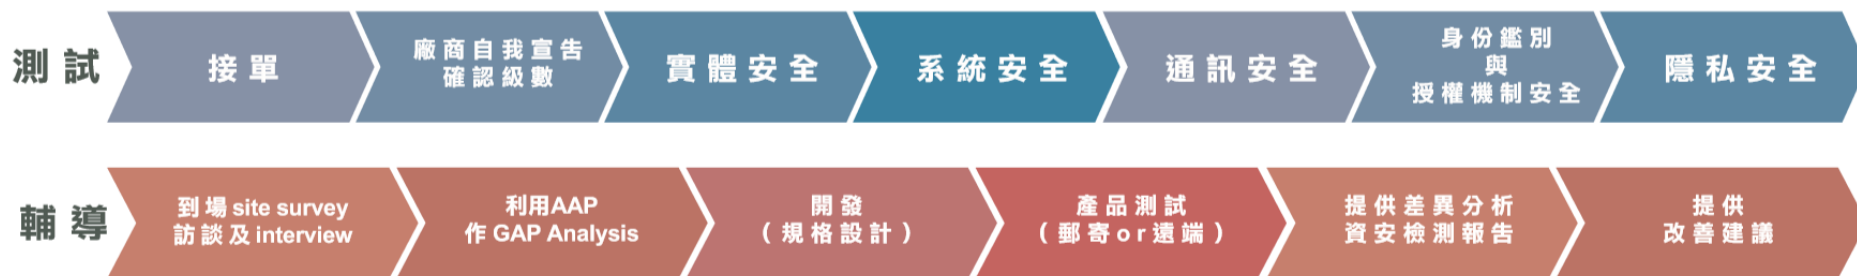 測試
接單
廠商自我宣告
確認級數
實體安全
系統安全
通訊安全
身份鑑別
與
授權機制安全
隱私安全
輔導
到場 site survey
訪談及 interview
利用AAP
作 GAP Analysis
開發
(規格設計)
產品測試
(郵寄or遠端)
提供差異分析
資安檢測報告
提供
改善建議